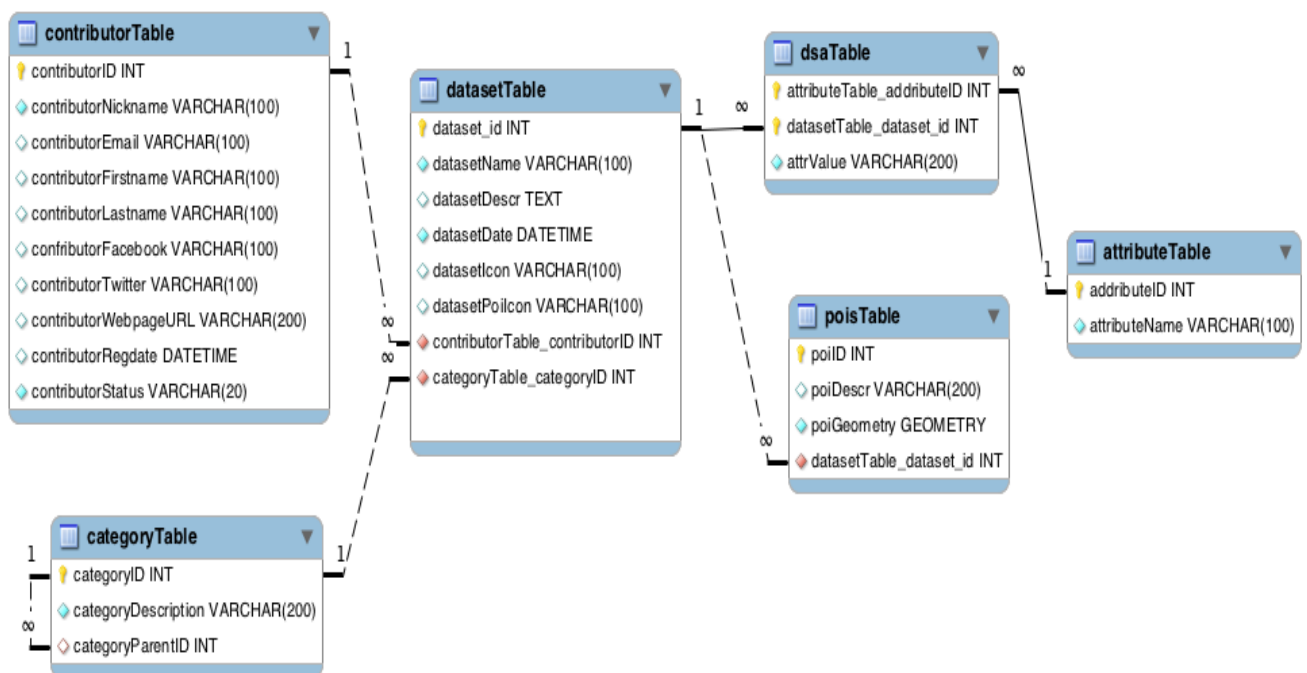 contributorTable
contributorID INT
contributorNickname VARCHAR(100)
contributorEmail VARCHAR(100)
contributorFirstname VARCHAR(100)
contributorLastname VARCHAR(100)
confributorFacebook VARCHAR(100)
contributorTwitter VARCHAR(100)
contributorWebpageURL VARCHAR(200)
contributorRegdate DATETIME
contributorStatus VARCHAR(20)
1
∞
datasetTable
dataset_id INT
datasetName VARCHAR(100)
datasetDescr TEXT
datasetDate DATETIME
datasetIcon VARCHAR(100)
datasetPoiIcon VARCHAR(100)
contributorTable_contributorID INT
categoryTable_categoryID INT
∞
1
categoryTable
categoryID INT
categoryDescription VARCHAR(200)
categoryParentID INT
1
∞
1
∞
dsaTable
attributeTable_addributeID INT
datasetTable_dataset_id INT
attrValue VARCHAR(200)
∞
1
attributeTable
addributeID INT
attributeName VARCHAR(100)
poisTable
poiID INT
poiDescr VARCHAR(200)
poiGeometry GEOMETRY
datasetTable_dataset_id INT
∞